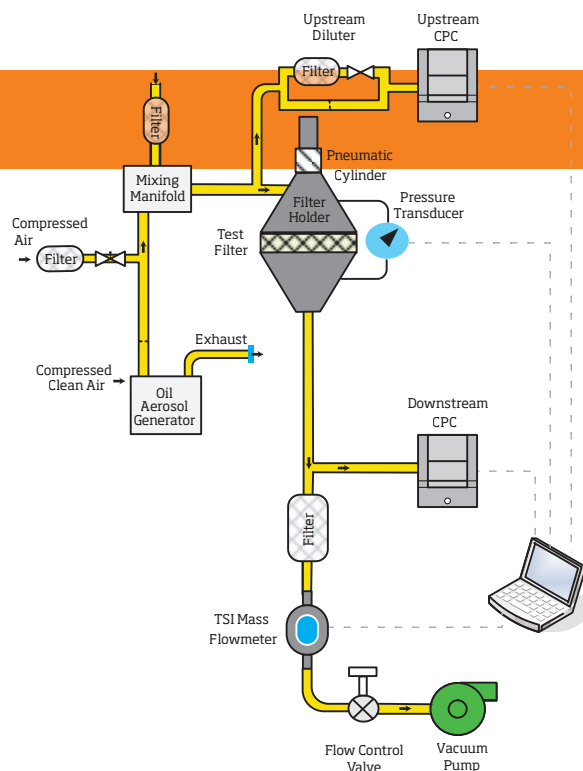 Upstream
Diluter
Upstream
CPC
Filter
Filter
Pneumatic
Cylinder
Mixing
Manifold
Filter
Holder
Pressure
Transducer
Compressed
Air
Test
Filter
Filter
Exhaust
Compressed
Clean Air
Oil
Aerosol
Generator
Downstream
CPC
Filter
TSI Mass
Flowmeter
Flow Control
Valve
Vacuum
Pump